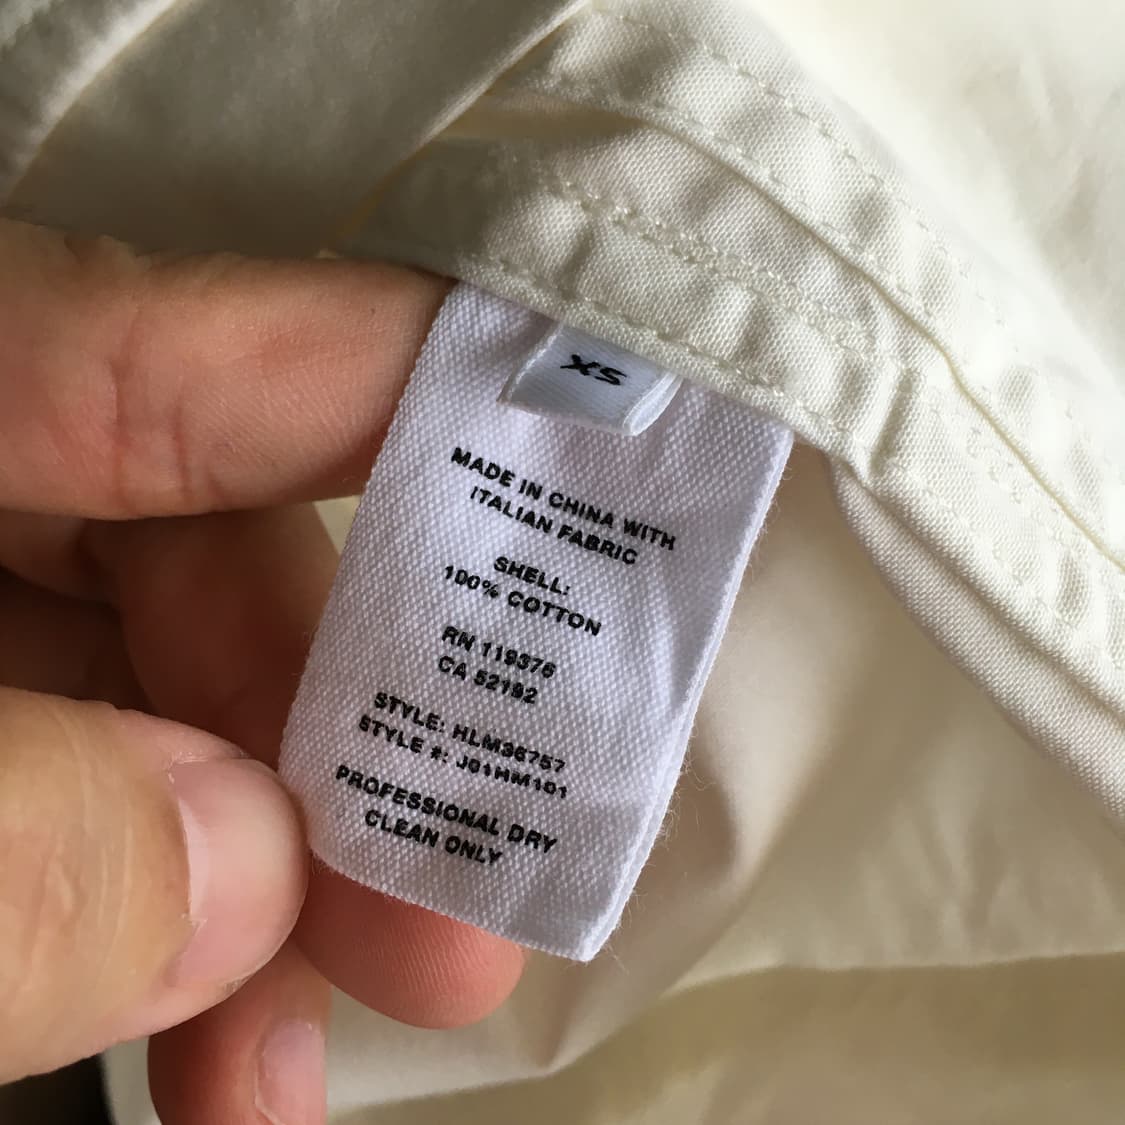 XS
MADE IN CHINA WITH
ITALIAN FABRIC
SHELL:
100% COTTON
RN 119376
CA 52192
STYLE: HLM36757
STYLE #: J01HM101
PROFESSIONAL DRY
CLEAN ONLY